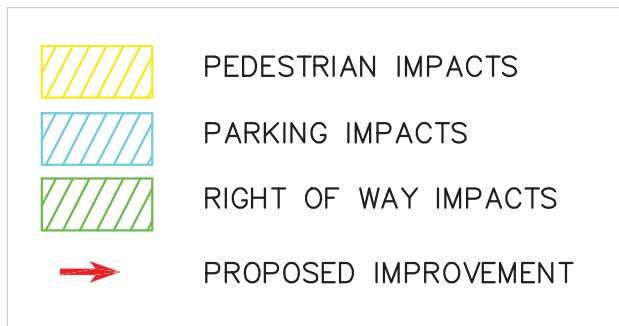 PEDESTRIAN IMPACTS
PARKING IMPACTS
RIGHT OF WAY IMPACTS
PROPOSED IMPROVEMENT